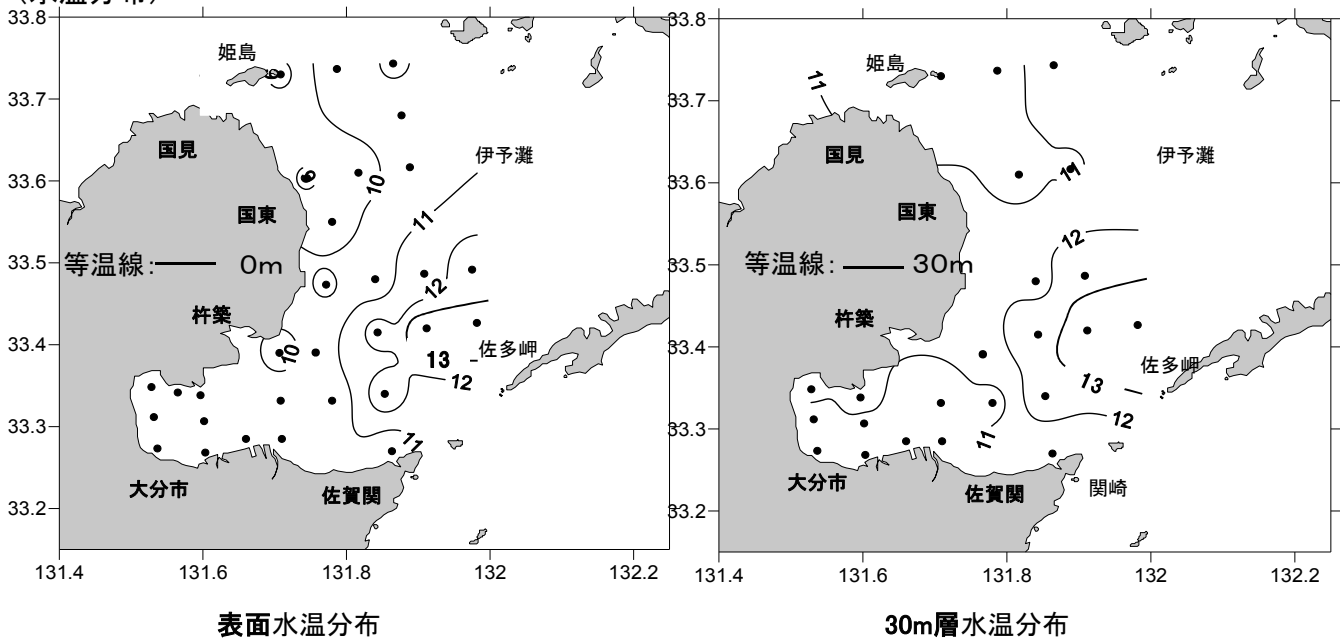 (水温分布)
33.8
33.7
33.6
33.5
33.4
33.3
33.2
131.4
131.6
131.8
132
132.2
姫島
国見
国東
杵築
大分市
佐賀関
伊予灘
佐多岬
等温線: 0m
9
10
11
12
13
10
12
11
表面水温分布
33.8
33.7
33.6
33.5
33.4
33.3
33.2
131.4
131.6
131.8
132
132.2
姫島
11
国見
国東
杵築
大分市
佐賀関
関崎
伊予灘
佐多岬
等温線: 30m
11
12
13
12
11
30m層水温分布